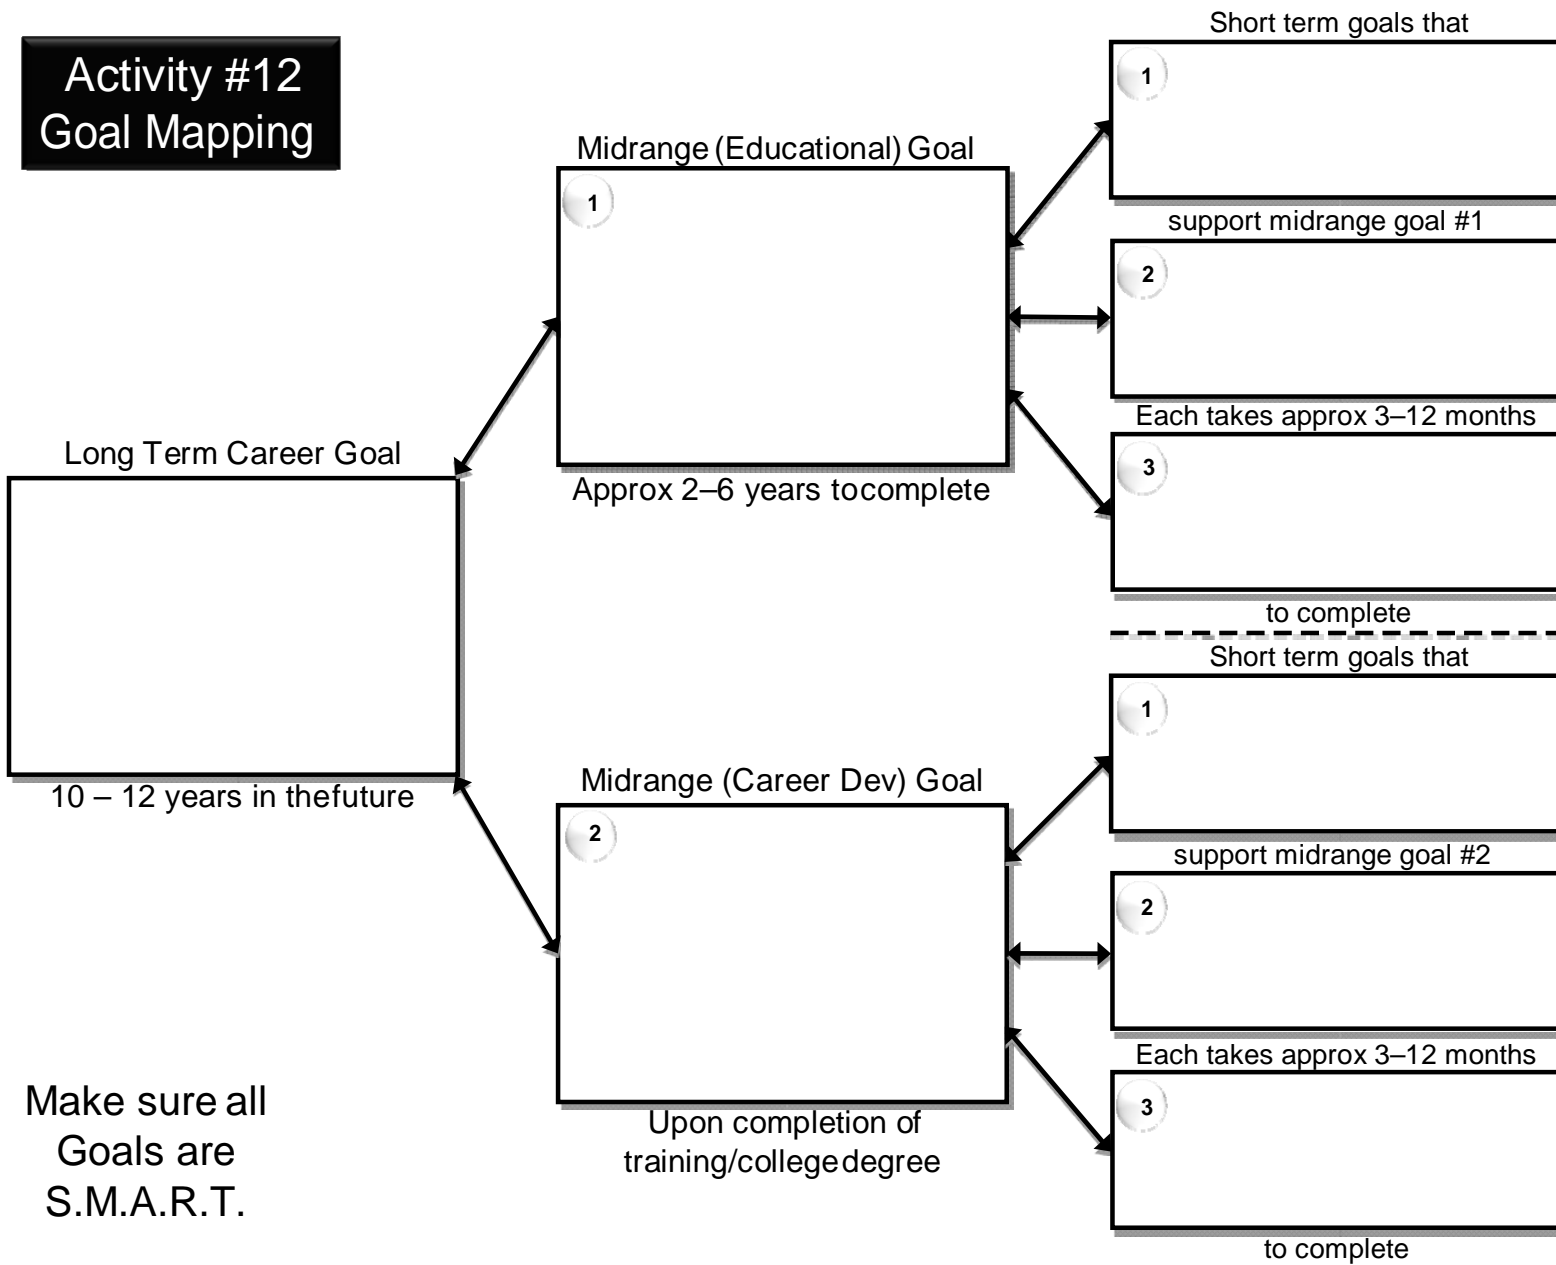 Activity #12
Goal Mapping
Long Term Career Goal
10 – 12 years in thefuture
Make sure all
Goals are
S.M.A.R.T.
Midrange (Educational) Goal
1
Approx 2–6 years tocomplete
Midrange (Career Dev) Goal
2
Upon completion of
training/collegedegree
Short term goals that
1
support midrange goal #1
2
Each takes approx 3–12 months
3
to complete
Short term goals that
1
support midrange goal #2
2
Each takes approx 3–12 months
3
to complete